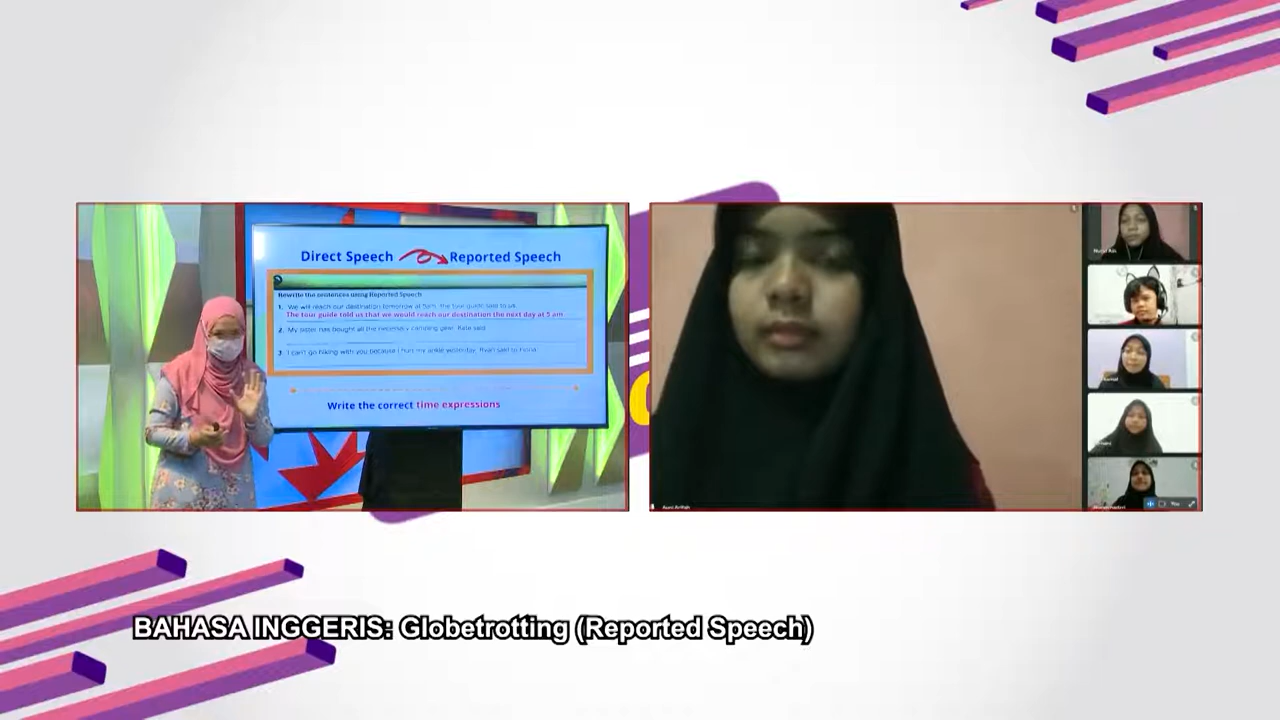 Direct Speech Reported Speech
Rewrite the sentences using Reported Speech
1. We will reach our destination tomorrow at 5am, the tour guide said to us.
The tour guide told us that we would reach our destination the next day at 5 am
2. My sister has bought all the necessary camping gear, Kate said
3. I can't go hiking with you because I hurt my ankle yesterday, Ryan said to Fiona
Write the correct time expressions
BAHASA INGGERIS: Globetrotting (Reported Speech)